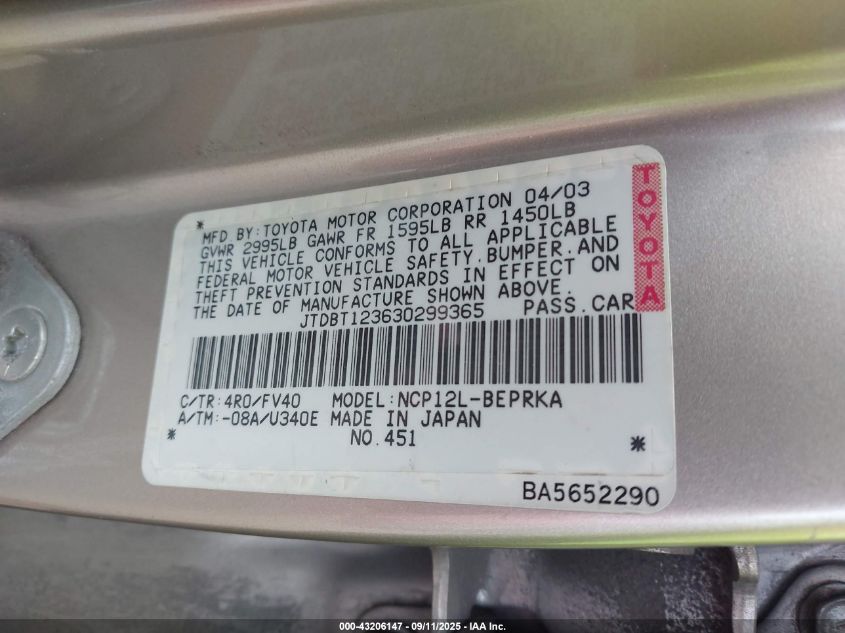 * MFD BY:TOYOTA MOTOR CORPORATION 04/03
GVWR 2995LB GAWR FR 1595LB RR 1450LB
THIS VEHICLE CONFORMS TO ALL APPLICABLE
FEDERAL MOTOR VEHICLE SAFETY,BUMPER,AND
THEFT PREVENTION STANDARDS IN EFFECT ON
THE DATE OF MANUFACTURE SHOWN ABOVE.
JTDBT123630299365 PASS.CAR
TOYOTA
C/TR:4R0/FV40 MODEL:NCP12L-BEPRKA
A/TM:-08A/U340E MADE IN JAPAN
* NO.451 *
BA5652290
000-43206147 - 09/11/2025 - IAA Inc.